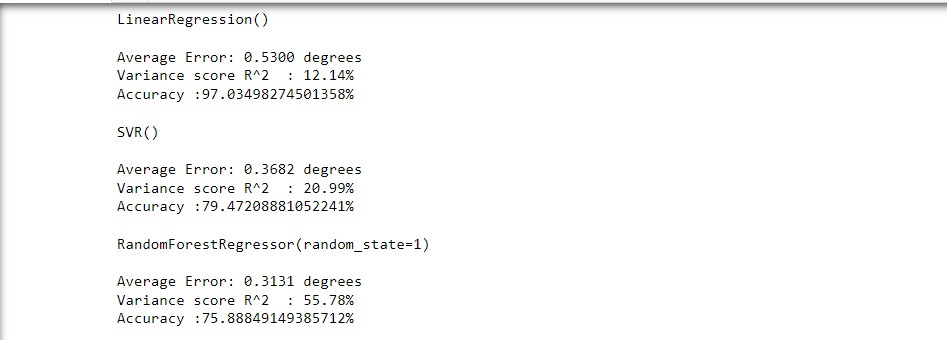 LinearRegression()
Average Error: 0.5300 degrees
Variance score R^2  : 12.14%
Accuracy :97.03498274501358%
SVR()
Average Error: 0.3682 degrees
Variance score R^2  : 20.99%
Accuracy :79.47208881052241%
RandomForestRegressor(random_state=1)
Average Error: 0.3131 degrees
Variance score R^2  : 55.78%
Accuracy :75.88849149385712%